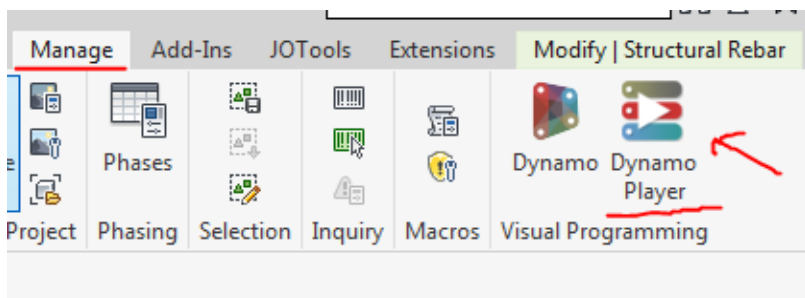 Manage Add-Ins JOTools Extensions Modify | Structural Rebar
Phases Dynamo Dynamo
Player
Project Phasing Selection Inquiry Macros Visual Programming